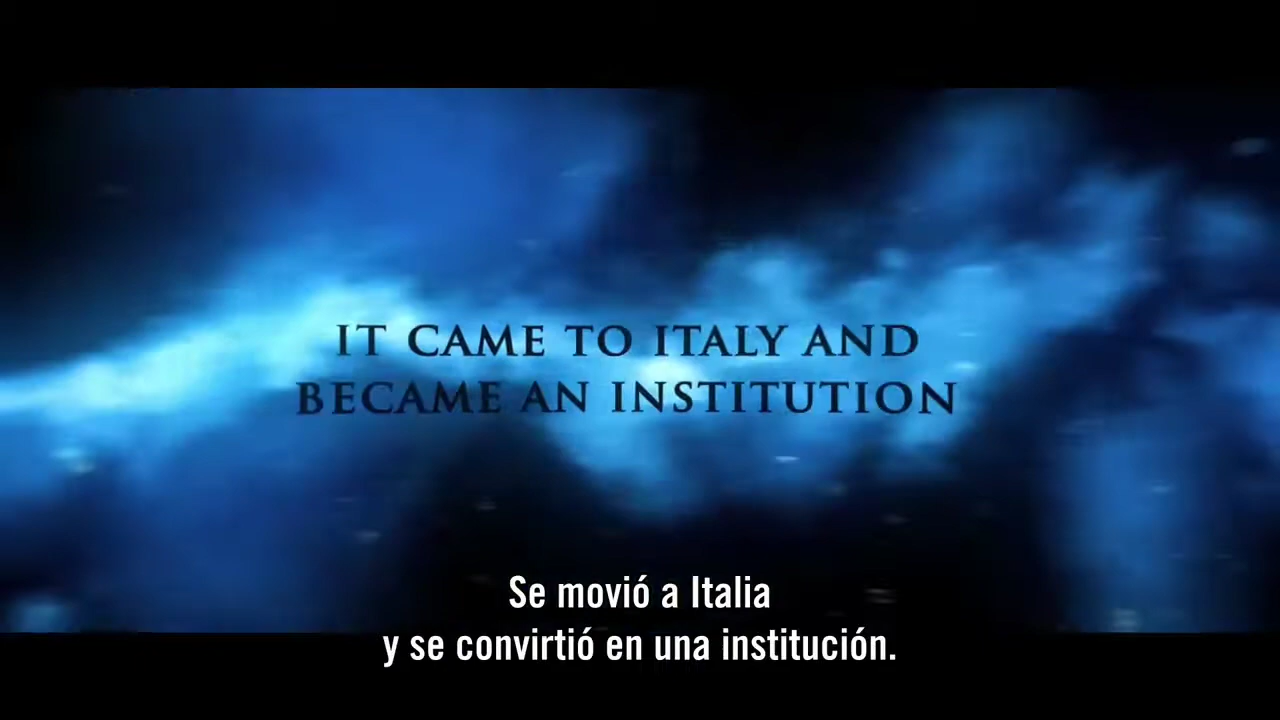 IT CAME TO ITALY AND
BECAME AN INSTITUTION
Se movió a Italia
y se convirtió en una institución.